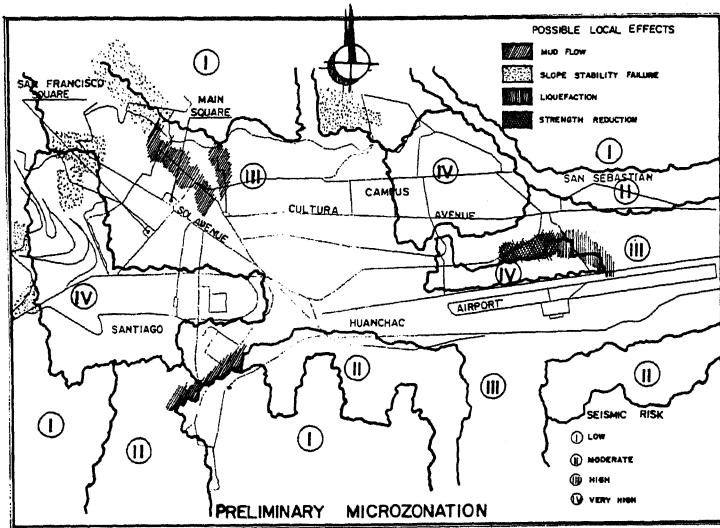 POSSIBLE LOCAL EFFECTS
MUD FLOW
SLOPE STABILITY FAILURE
LIQUEFACTION
STRENGTH REDUCTION
I
SAN FRANCISCO
SQUARE
MAIN
SQUARE
I
III
IV
CAMPUS
SAN SEBASTIAN
II
CULTURA
AVENUE
SOL AVENUE
III
IV
IV
AIRPORT
SANTIAGO
HUANCHAC
II
III
II
I
II
I
SEISMIC RISK
I LOW
II MODERATE
III HIGH
IV VERY HIGH
PRELIMINARY MICROZONATION